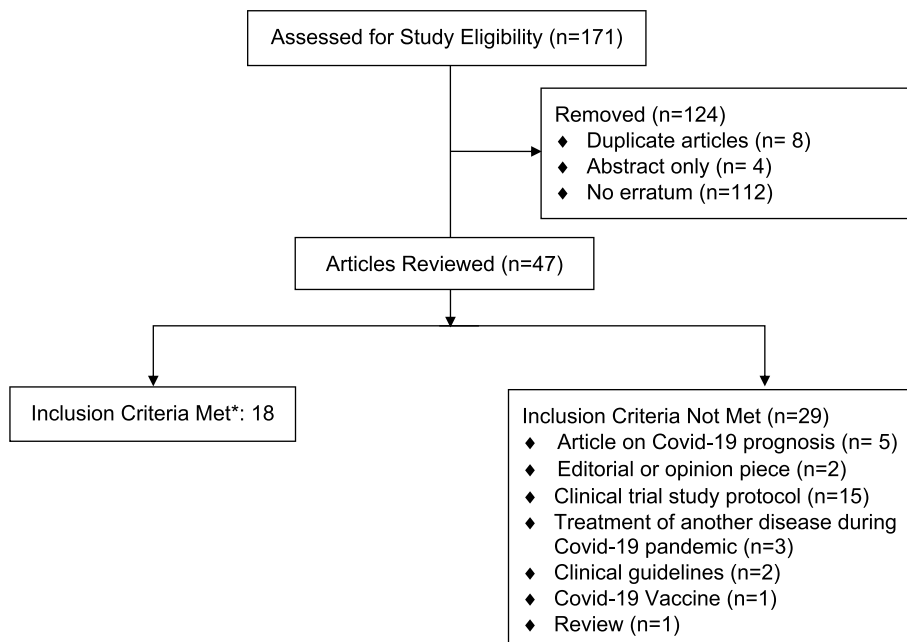 Assessed for Study Eligibility (n=171)
Removed (n=124)
♦ Duplicate articles (n= 8)
♦ Abstract only (n= 4)
♦ No erratum (n=112)
Articles Reviewed (n=47)
Inclusion Criteria Met*: 18
Inclusion Criteria Not Met (n=29)
♦ Article on Covid-19 prognosis (n= 5)
♦ Editorial or opinion piece (n=2)
♦ Clinical trial study protocol (n=15)
♦ Treatment of another disease during
Covid-19 pandemic (n=3)
♦ Clinical guidelines (n=2)
♦ Covid-19 Vaccine (n=1)
♦ Review (n=1)